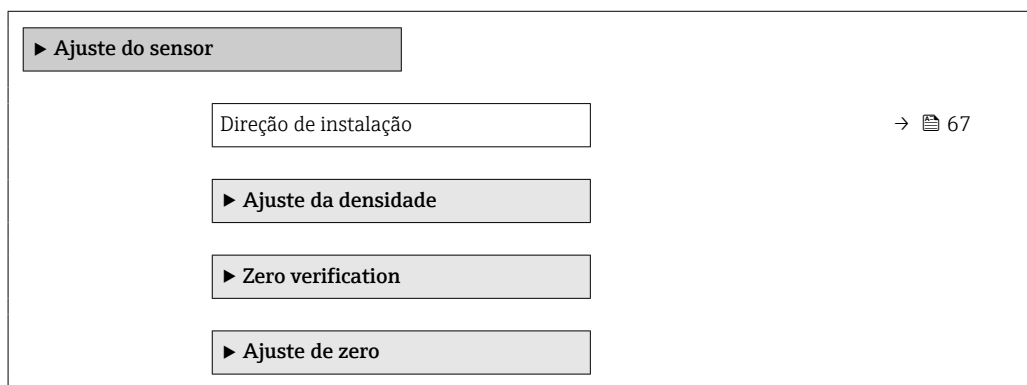 ▶ Ajuste do sensor
Direção de instalação → 67
▶ Ajuste da densidade
▶ Zero verification
▶ Ajuste de zero